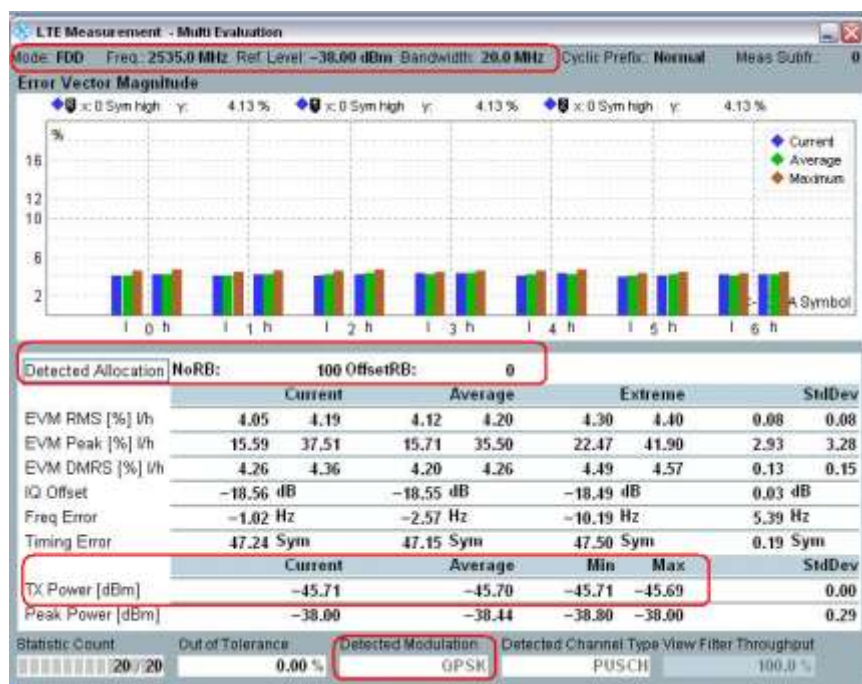 LTE Measurement - Multi Evaluation
Mode: FDD Freq.: 2535.0 MHz Ref. Level: -38.00 dBm Bandwidth: 20.0 MHz Cyclic Prefix: Normal Meas Subfr.: 0
Error Vector Magnitude
x: 0 Sym high y: 4.13 % x: 0 Sym high y: 4.13 % x: 0 Sym high y: 4.13 %
%
Current
Average
Maximum
16
12
10
6
2
A Symbol
l 0 h l 1 h l 2 h l 3 h l 4 h l 5 h l 6 h
Detected Allocation NoRB: 100 OffsetRB: 0
Current Average Extreme StdDev
EVM RMS [%] l/h 4.05 4.19 4.12 4.20 4.30 4.40 0.08 0.08
EVM Peak [%] l/h 15.59 37.51 15.71 35.50 22.47 41.90 2.93 3.28
EVM DMRS [%] l/h 4.26 4.36 4.20 4.26 4.49 4.57 0.13 0.15
IQ Offset -18.56 dB -18.55 dB -18.49 dB 0.03 dB
Freq Error -1.02 Hz -2.57 Hz -10.19 Hz 5.39 Hz
Timing Error 47.24 Sym 47.15 Sym 47.50 Sym 0.19 Sym
Current Average Min Max StdDev
TX Power [dBm] -45.71 -45.70 -45.71 -45.69 0.00
Peak Power [dBm] -38.00 -38.44 -38.80 -38.00 0.29
Statistic Count Out of Tolerance Detected Modulation Detected Channel Type View Filter Throughput
20 / 20 0.00 % QPSK PUSCH 100.0 %